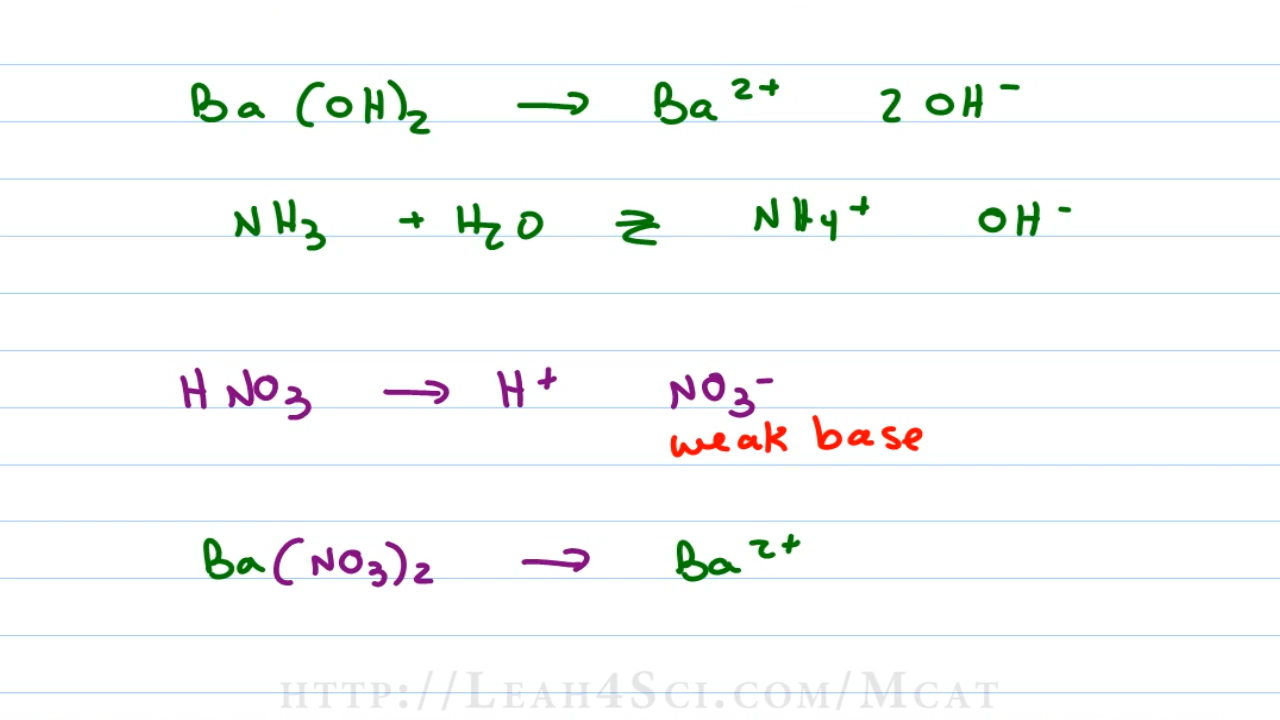 Ba (OH)₂ → Ba²⁺ 2 OH⁻
NH₃ + H₂O ⇌ NH₄⁺ OH⁻
HNO₃ → H⁺ NO₃⁻
weak base
Ba(NO₃)₂ → Ba²⁺
HTTP://LEAH4SCI.COM/MCAT